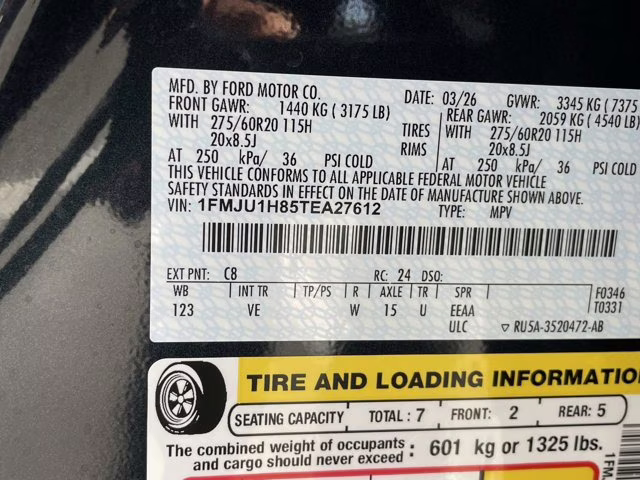 MFD. BY FORD MOTOR CO.
DATE: 03/26 GVWR: 3345 KG ( 7375
FRONT GAWR: 1440 KG ( 3175 LB)
REAR GAWR: 2059 KG ( 4540 LB)
WITH 275/60R20 115H TIRES WITH 275/60R20 115H
20x8.5J RIMS 20x8.5J
AT 250 kPa/ 36 PSI COLD AT 250 kPa/ 36 PSI COLD
THIS VEHICLE CONFORMS TO ALL APPLICABLE FEDERAL MOTOR VEHICLE
SAFETY STANDARDS IN EFFECT ON THE DATE OF MANUFACTURE SHOWN ABOVE.
VIN: 1FMJU1H85TEA27612 TYPE: MPV
EXT PNT: C8 RC: 24 DSO:
WB INT TR TP/PS R AXLE TR SPR F0346
123 VE W 15 U EEAA T0331
ULC ▽ RU5A-3520472-AB
TIRE AND LOADING INFORMATION
SEATING CAPACITY TOTAL : 7 FRONT: 2 REAR: 5
The combined weight of occupants : 601 kg or 1325 lbs.
and cargo should never exceed
1FM